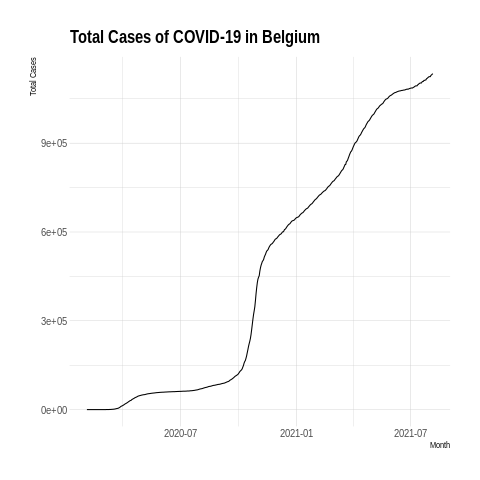 Total Cases of COVID-19 in Belgium
Total Cases
9e+05
6e+05
3e+05
0e+00
2020-07
2021-01
2021-07
Month